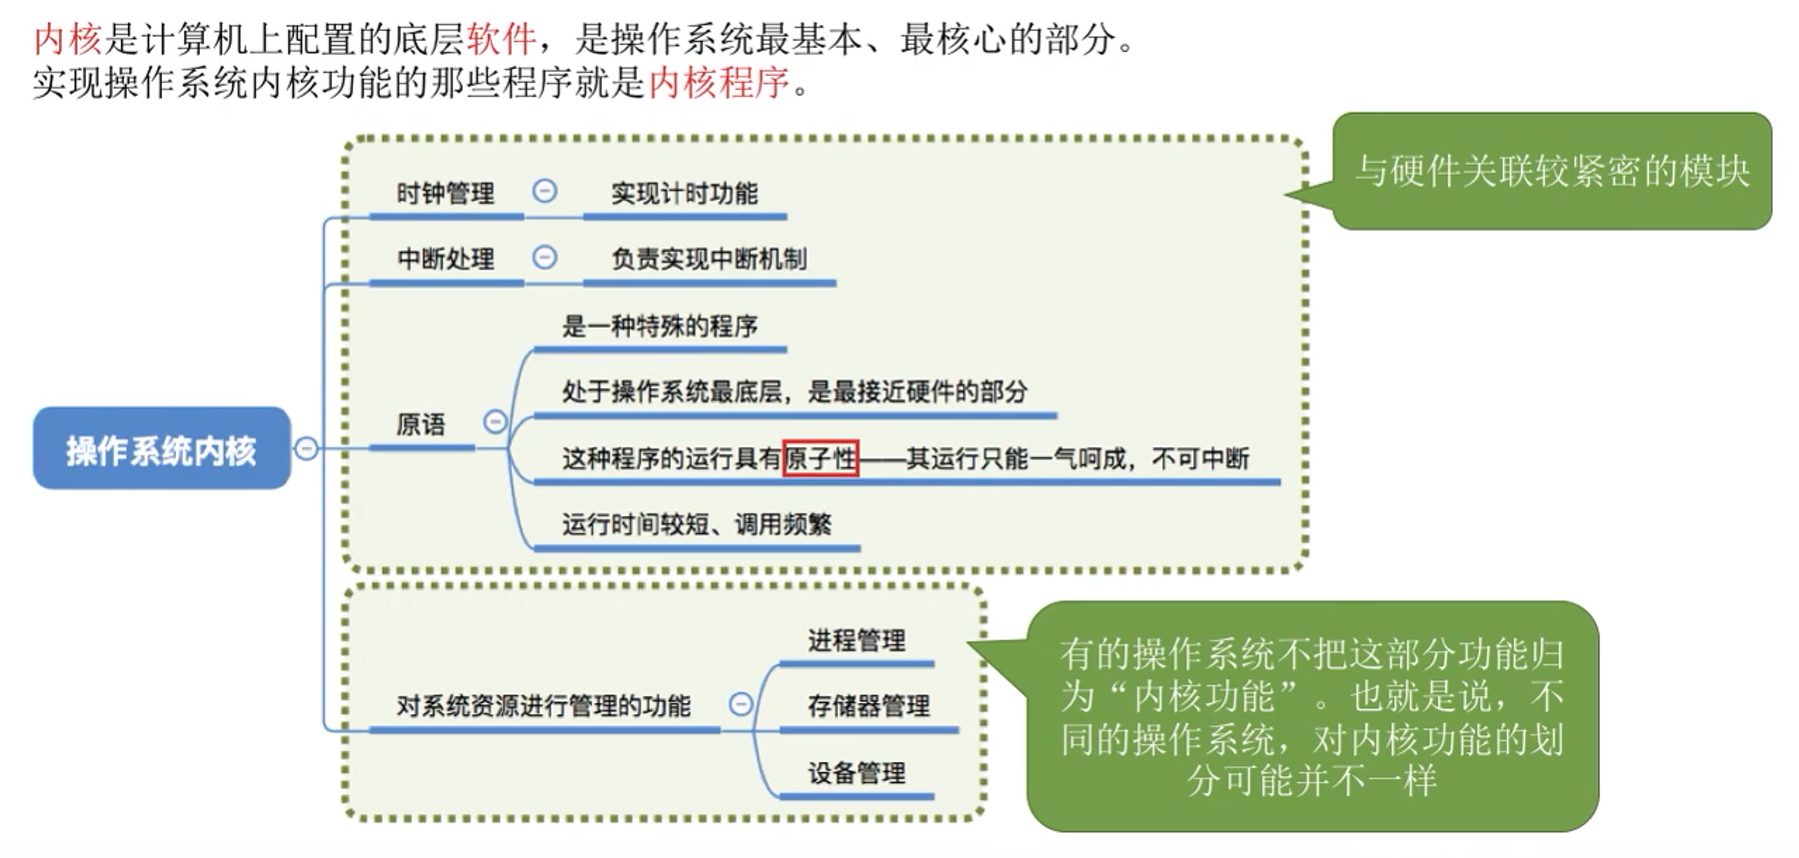 内核是计算机上配置的底层软件，是操作系统最基本、最核心的部分。
实现操作系统内核功能的那些程序就是内核程序。
与硬件关联较紧密的模块
时钟管理
实现计时功能
中断处理
负责实现中断机制
是一种特殊的程序
处于操作系统最底层，是最接近硬件的部分
原语
这种程序的运行具有原子性——其运行只能一气呵成，不可中断
运行时间较短、调用频繁
操作系统内核
进程管理
对系统资源进行管理的功能
存储器管理
设备管理
有的操作系统不把这部分功能归
为“内核功能”。也就是说，不
同的操作系统，对内核功能的划
分可能并不一样